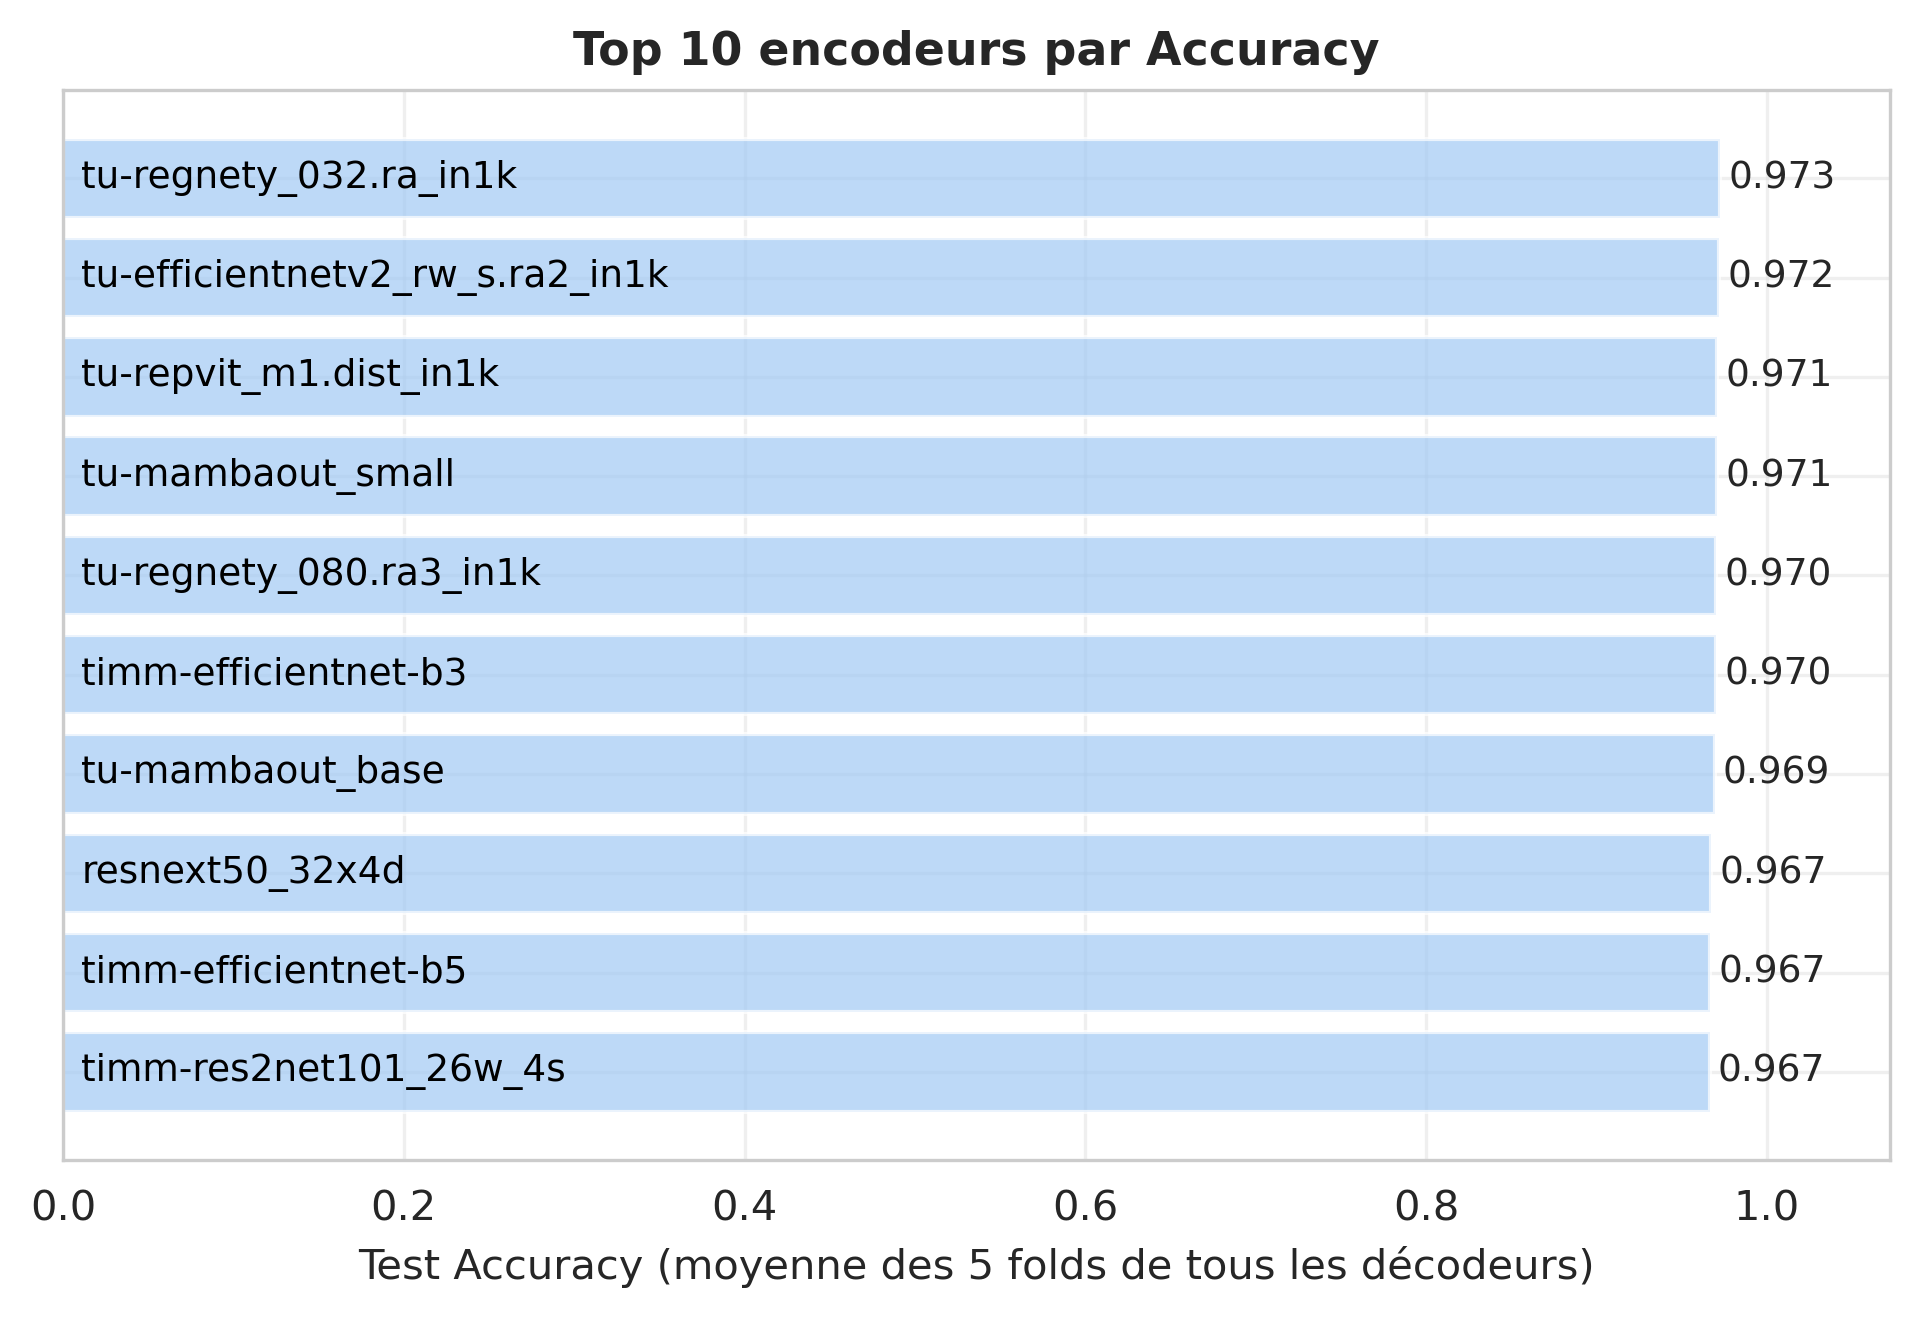 Top 10 encodeurs par Accuracy
tu-regnety_032.ra_in1k 0.973
tu-efficientnetv2_rw_s.ra2_in1k 0.972
tu-repvit_m1.dist_in1k 0.971
tu-mambaout_small 0.971
tu-regnety_080.ra3_in1k 0.970
timm-efficientnet-b3 0.970
tu-mambaout_base 0.969
resnext50_32x4d 0.967
timm-efficientnet-b5 0.967
timm-res2net101_26w_4s 0.967
0.0 0.2 0.4 0.6 0.8 1.0
Test Accuracy (moyenne des 5 folds de tous les décodeurs)